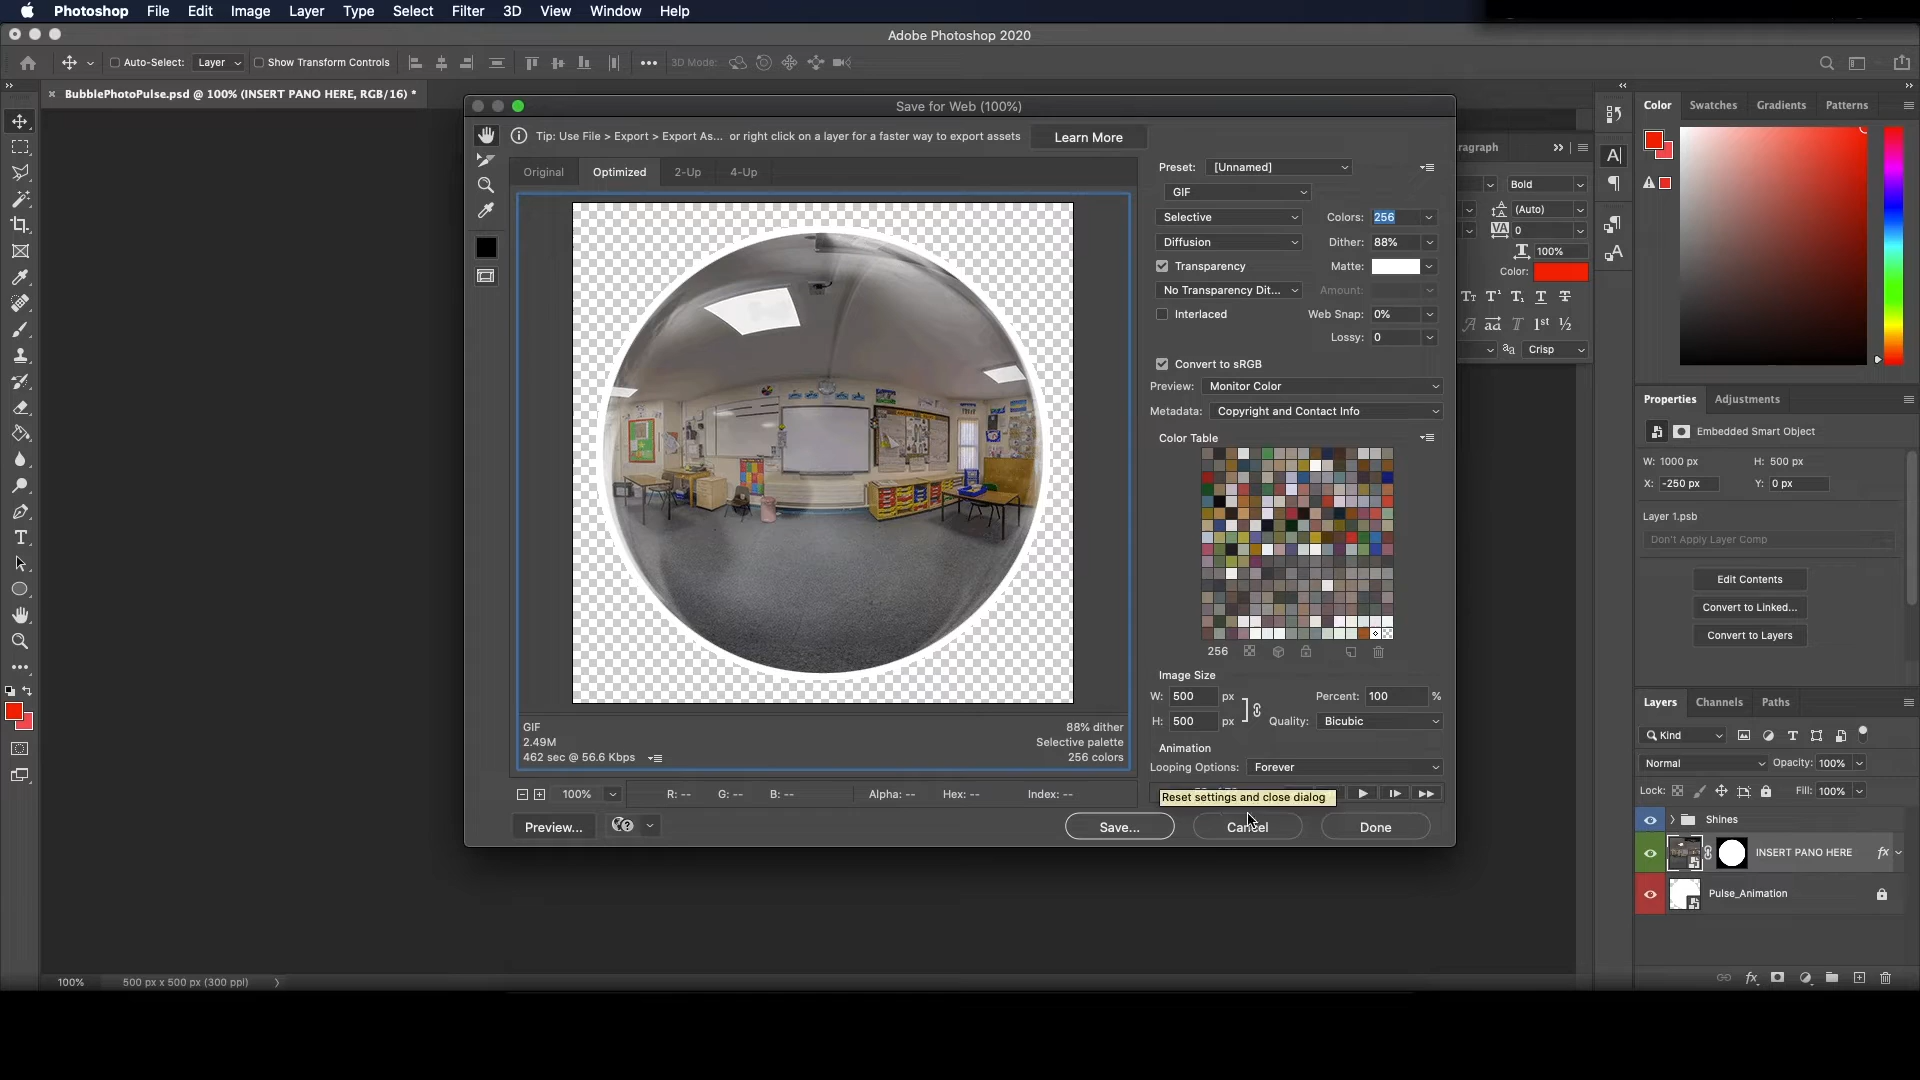 Photoshop File Edit Image Layer Type Select Filter 3D View Window Help
Adobe Photoshop 2020
Auto-Select: Layer Show Transform Controls 3D Mode:
BubblePhotoPulse.psd @ 100% (INSERT PANO HERE, RGB/16) *
Save for Web (100%)
Tip: Use File > Export > Export As... or right click on a layer for a faster way to export assets Learn More
Original Optimized 2-Up 4-Up
Preset: [Unnamed]
GIF
Selective Colors: 256
Diffusion Dither: 88%
Transparency Matte:
No Transparency Dit... Amount:
Interlaced Web Snap: 0%
Lossy: 0
Convert to sRGB
Preview: Monitor Color
Metadata: Copyright and Contact Info
Color Table
256
Image Size
W: 500 px Percent: 100 %
H: 500 px Quality: Bicubic
Animation
Looping Options: Forever
Reset settings and close dialog
GIF 88% dither
2.49M Selective palette
462 sec @ 56.6 Kbps 256 colors
100% R: -- G: -- B: -- Alpha: -- Hex: -- Index: --
Preview... Save... Cancel Done
ragraph
Bold
(Auto)
0
100%
Color:
1st ½
Crisp
Color Swatches Gradients Patterns
Properties Adjustments
Embedded Smart Object
W: 1000 px H: 500 px
X: -250 px Y: 0 px
Layer 1.psb
Don't Apply Layer Comp
Edit Contents
Convert to Linked...
Convert to Layers
Layers Channels Paths
Kind
Normal Opacity: 100%
Lock: Fill: 100%
Shines
INSERT PANO HERE fx
Pulse_Animation
fx
100% 500 px x 500 px (300 ppi)